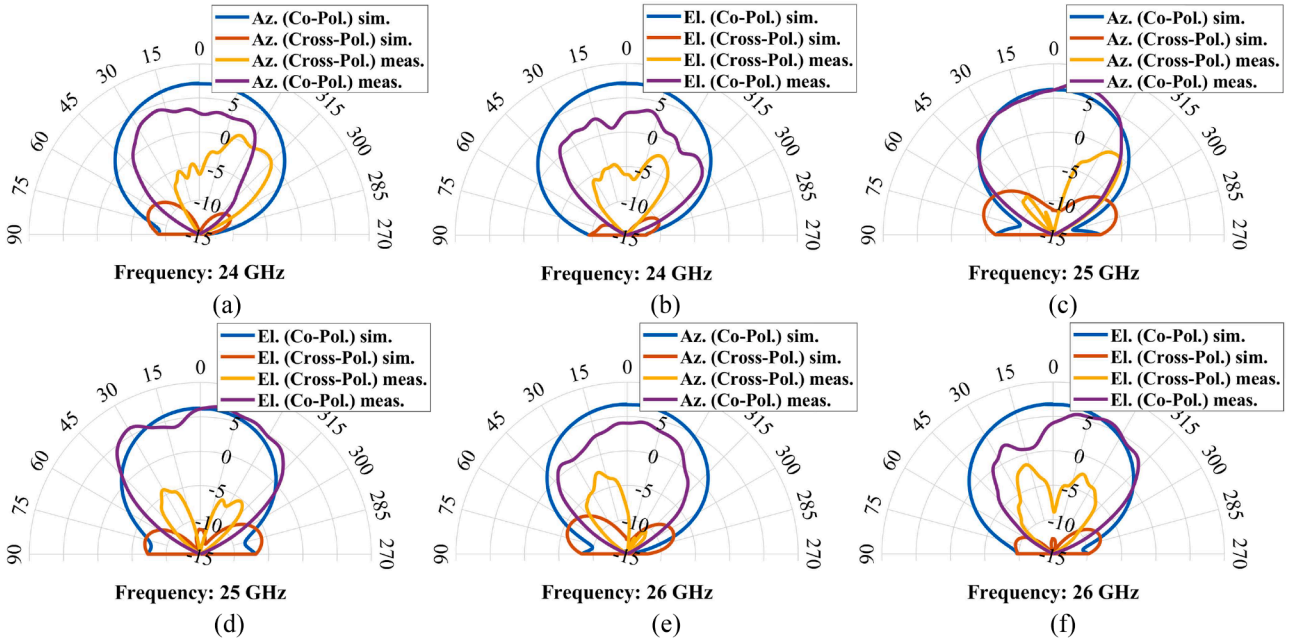 Az. (Co-Pol.) sim.
Az. (Cross-Pol.) sim.
Az. (Cross-Pol.) meas.
Az. (Co-Pol.) meas.
0
15
30
45
60
75
90
315
300
285
270
5
0
-5
-10
-15
Frequency: 24 GHz
(a)
El. (Co-Pol.) sim.
El. (Cross-Pol.) sim.
El. (Cross-Pol.) meas.
El. (Co-Pol.) meas.
0
15
30
45
60
75
90
315
300
285
270
5
0
-5
-10
-15
Frequency: 24 GHz
(b)
Az. (Co-Pol.) sim.
Az. (Cross-Pol.) sim.
Az. (Cross-Pol.) meas.
Az. (Co-Pol.) meas.
0
15
30
45
60
75
90
315
300
285
270
5
0
-5
-10
-15
Frequency: 25 GHz
(c)
El. (Co-Pol.) sim.
El. (Cross-Pol.) sim.
El. (Cross-Pol.) meas.
El. (Co-Pol.) meas.
0
15
30
45
60
75
90
315
300
285
270
5
0
-5
-10
-15
Frequency: 25 GHz
(d)
Az. (Co-Pol.) sim.
Az. (Cross-Pol.) sim.
Az. (Cross-Pol.) meas.
Az. (Co-Pol.) meas.
0
15
30
45
60
75
90
315
300
285
270
5
0
-5
-10
-15
Frequency: 26 GHz
(e)
El. (Co-Pol.) sim.
El. (Cross-Pol.) sim.
El. (Cross-Pol.) meas.
El. (Co-Pol.) meas.
0
15
30
45
60
75
90
315
300
285
270
5
0
-5
-10
-15
Frequency: 26 GHz
(f)